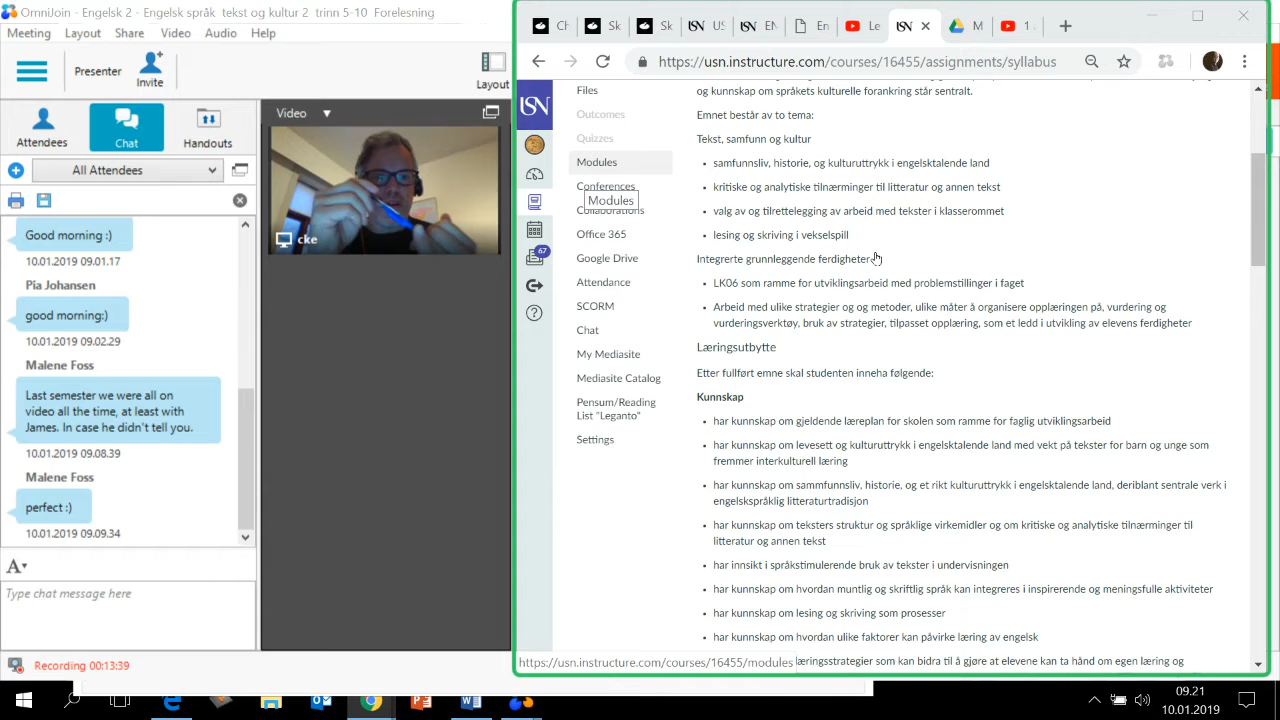 OmniJoin - Engelsk 2 - Engelsk språk tekst og kultur 2 trinn 5-10 Forelesning
Meeting Layout Share Video Audio Help
Presenter
Invite
Layout
Attendees
Chat
Handouts
All Attendees
Good morning :)
10.01.2019 09.01.17
Pia Johansen
good morning:)
10.01.2019 09.02.29
Malene Foss
Last semester we were all on
video all the time, at least with
James. In case he didn't tell you.
10.01.2019 09.08.39
Malene Foss
perfect :)
10.01.2019 09.09.34
A
Type chat message here
Recording 00:13:39
Video
cke
Sk
Sk
USN
USN
En
Le
USN
M
1
https://usn.instructure.com/courses/16455/assignments/syllabus
USN
67
Files
Outcomes
Quizzes
Modules
Conferences
Modules
Collaborations
Office 365
Google Drive
Attendance
SCORM
Chat
My Mediasite
Mediasite Catalog
Pensum/Reading
List "Leganto"
Settings
og kunnskap om språkets kulturelle forankring står sentralt.
Emnet består av to tema:
Tekst, samfunn og kultur
samfunnsliv, historie, og kulturuttrykk i engelsktalende land
kritiske og analytiske tilnærminger til litteratur og annen tekst
valg av og tilrettelegging av arbeid med tekster i klasserommet
lesing og skriving i vekselspill
Integrerte grunnleggende ferdigheter
LK06 som ramme for utviklingsarbeid med problemstillinger i faget
Arbeid med ulike strategier og og metoder, ulike måter å organisere opplæringen på, vurdering og
vurderingsverktøy, bruk av strategier, tilpasset opplæring, som et ledd i utvikling av elevens ferdigheter
Læringsutbytte
Etter fullført emne skal studenten inneha følgende:
Kunnskap
har kunnskap om gjeldende læreplan for skolen som ramme for faglig utviklingsarbeid
har kunnskap om levesett og kulturuttrykk i engelsktalende land med vekt på tekster for barn og unge som
fremmer interkulturell læring
har kunnskap om sammfunnsliv, historie, og et rikt kulturuttrykk i engelsktalende land, deriblant sentrale verk i
engelskspråklig litteraturtradisjon
har kunnskap om teksters struktur og språklige virkemidler og om kritiske og analytiske tilnærminger til
litteratur og annen tekst
har innsikt i språkstimulerende bruk av tekster i undervisningen
har kunnskap om hvordan muntlig og skriftlig språk kan integreres i inspirerende og meningsfulle aktiviteter
har kunnskap om lesing og skriving som prosesser
har kunnskap om hvordan ulike faktorer kan påvirke læring av engelsk
læringsstrategier som kan bidra til å gjøre at elevene kan ta hånd om egen læring og
https://usn.instructure.com/courses/16455/modules
09.21
10.01.2019